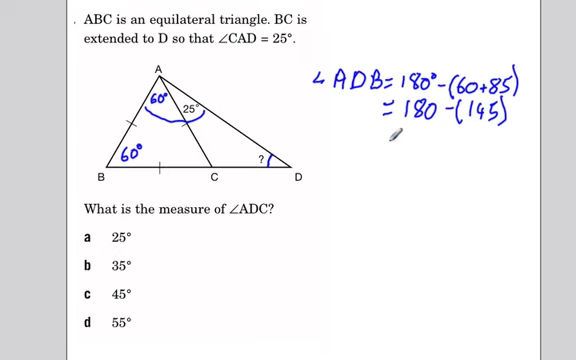 . ABC is an equilateral triangle. BC is
extended to D so that ∠CAD = 25°.
A
60°
25°
60°
?
B
C
D
∠ADB = 180° - (60+85)
= 180 - (145)
What is the measure of ∠ADC?
a 25°
b 35°
c 45°
d 55°